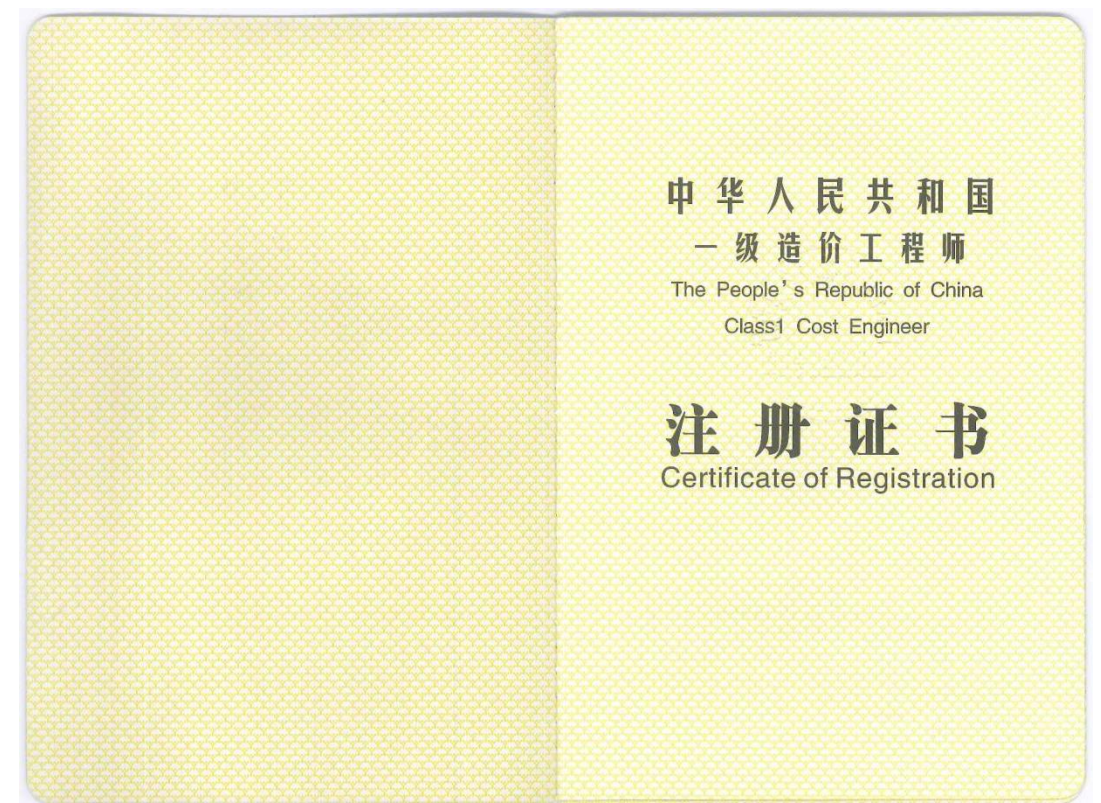 中华人民共和国
一级造价工程师
The People's Republic of China
Class1 Cost Engineer
注册证书
Certificate of Registration